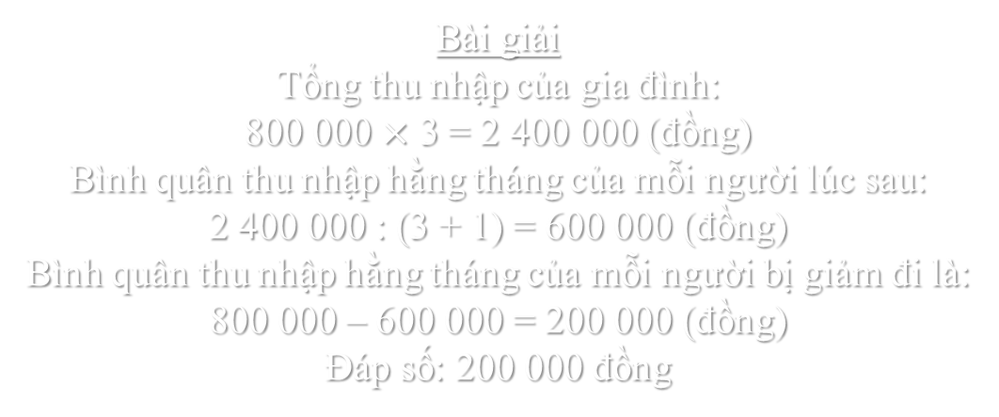 Bài giải
Tổng thu nhập của gia đình:
800 000 × 3 = 2 400 000 (đồng)
Bình quân thu nhập hằng tháng của mỗi người lúc sau:
2 400 000 : (3 + 1) = 600 000 (đồng)
Bình quân thu nhập hằng tháng của mỗi người bị giảm đi là:
800 000 – 600 000 = 200 000 (đồng)
Đáp số: 200 000 đồng